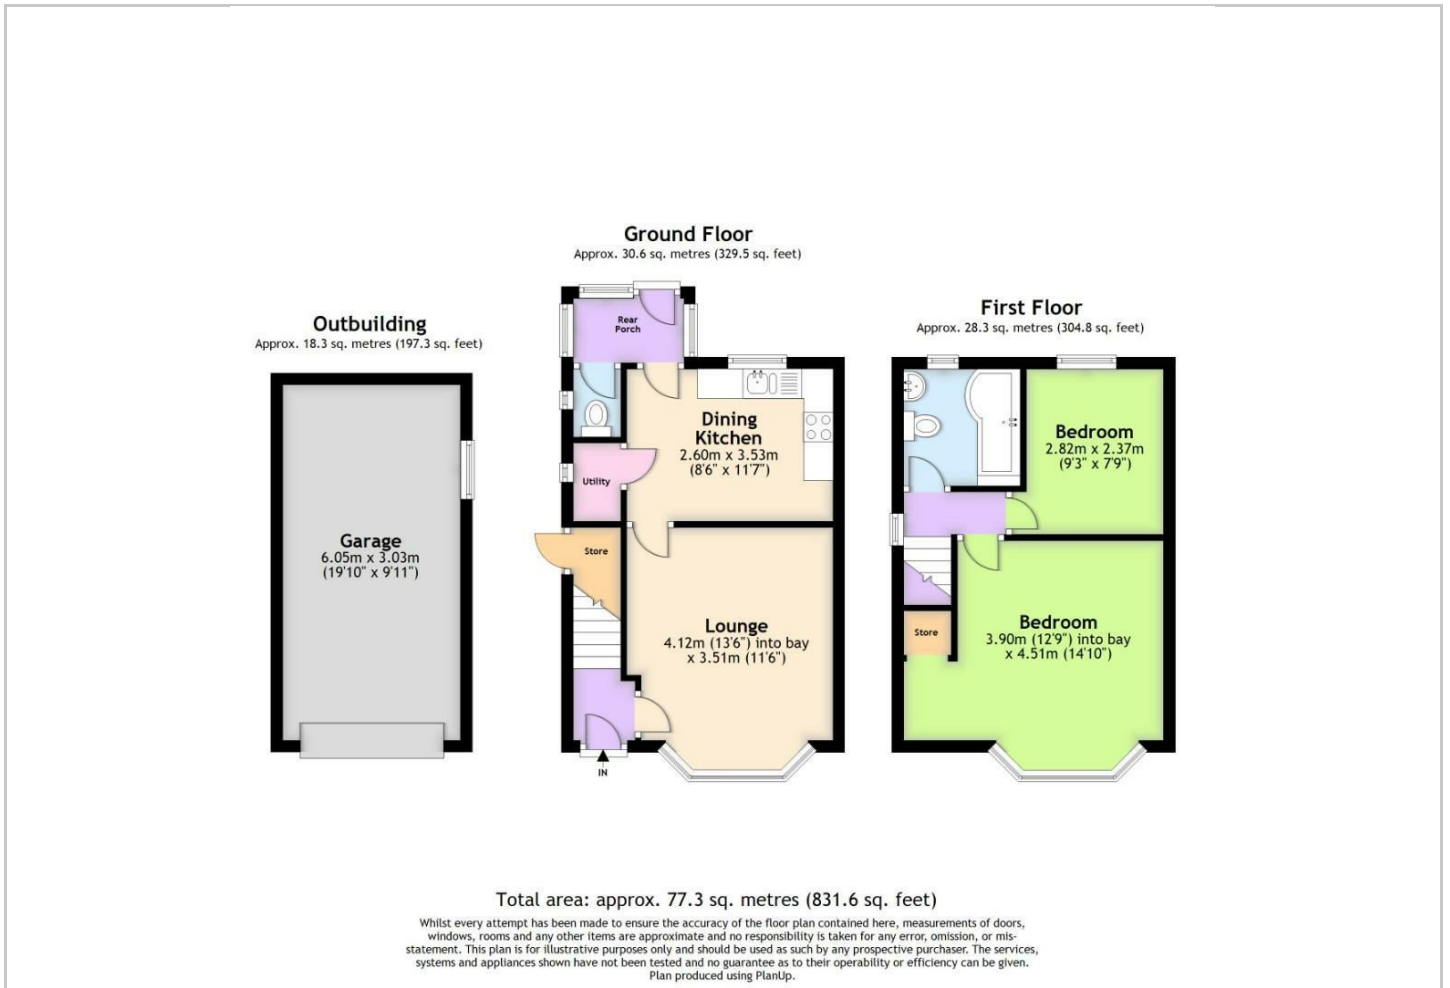 Ground Floor
Approx. 30.6 sq. metres (329.5 sq. feet)
First Floor
Approx. 28.3 sq. metres (304.8 sq. feet)
Outbuilding
Approx. 18.3 sq. metres (197.3 sq. feet)
Rear
Porch
Dining
Kitchen
2.60m x 3.53m
(8'6" x 11'7")
Utility
Bedroom
2.82m x 2.37m
(9'3" x 7'9")
Garage
6.05m x 3.03m
(19'10" x 9'11")
Store
Lounge
4.12m (13'6") into bay
x 3.51m (11'6")
Store
Bedroom
3.90m (12'9") into bay
x 4.51m (14'10")
IN
Total area: approx. 77.3 sq. metres (831.6 sq. feet)
Whilst every attempt has been made to ensure the accuracy of the floor plan contained here, measurements of doors,
windows, rooms and any other items are approximate and no responsibility is taken for any error, omission, or mis-
statement. This plan is for illustrative purposes only and should be used as such by any prospective purchaser. The services,
systems and appliances shown have not been tested and no guarantee as to their operability or efficiency can be given.
Plan produced using PlanUp.